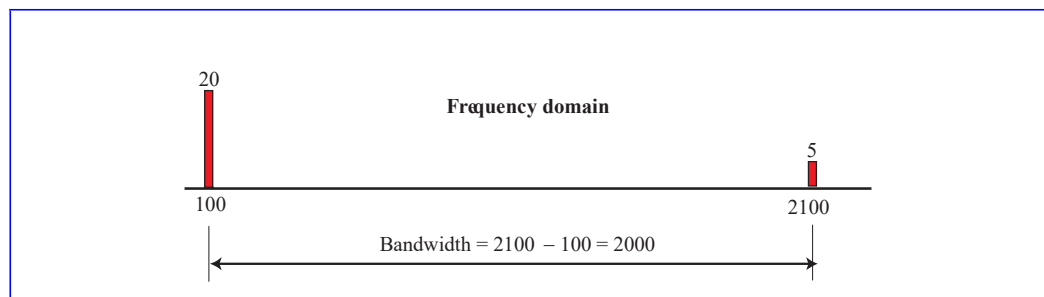 20
Frequency domain
5
100
2100
Bandwidth = 2100 – 100 = 2000